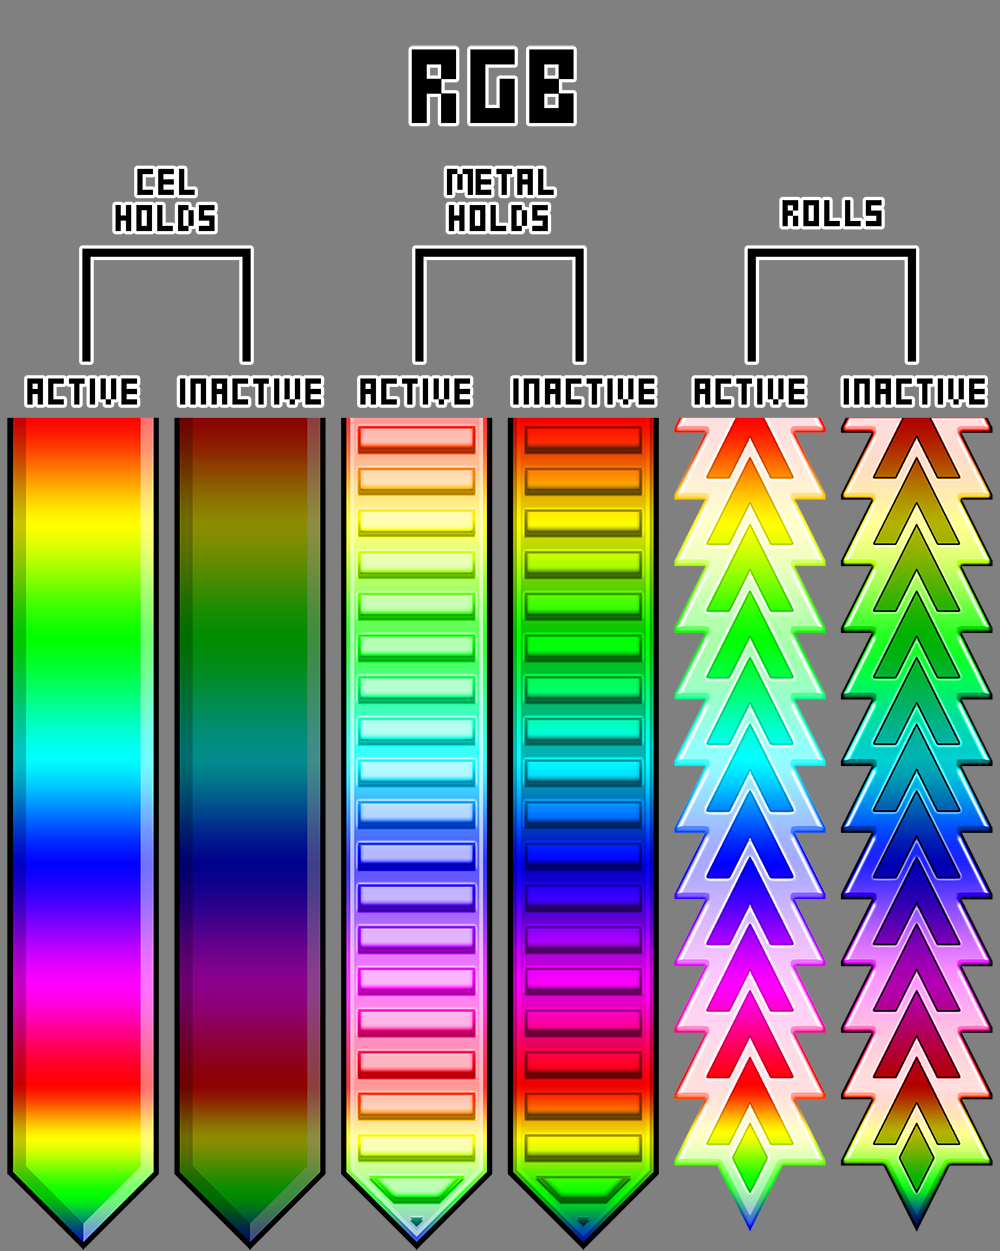 RGB
CEL
HOLDS
METAL
HOLDS
ROLLS
ACTIVE
INACTIVE
ACTIVE
INACTIVE
ACTIVE
INACTIVE